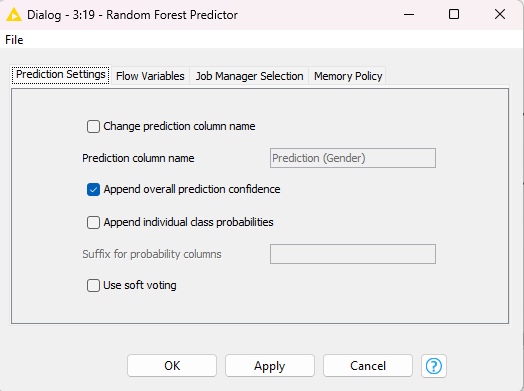 Dialog - 3:19 - Random Forest Predictor
File
Prediction Settings Flow Variables Job Manager Selection Memory Policy
Change prediction column name
Prediction column name Prediction (Gender)
Append overall prediction confidence
Append individual class probabilities
Suffix for probability columns
Use soft voting
OK Apply Cancel ?